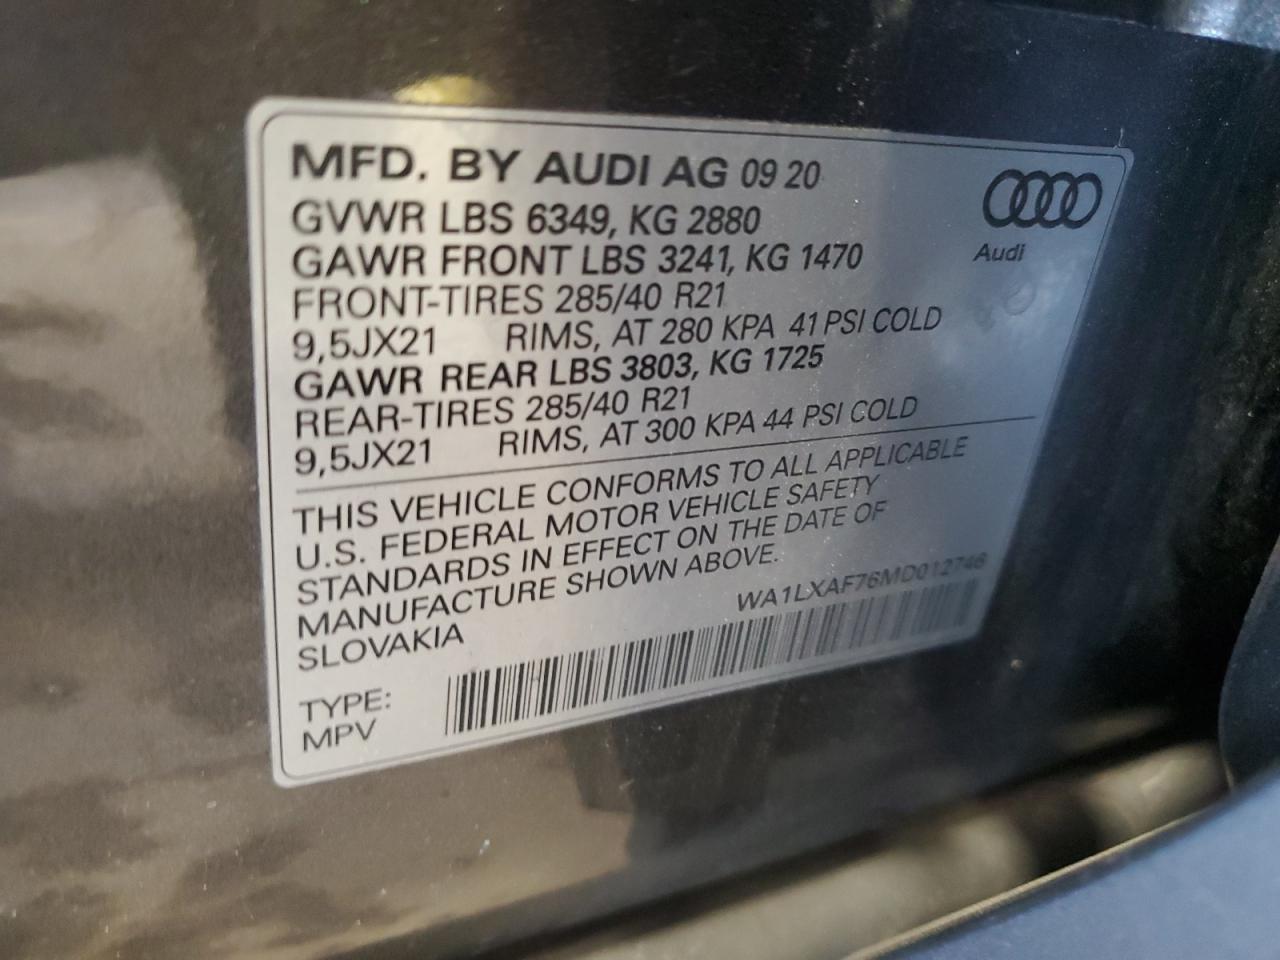 MFD. BY AUDI AG 09 20
GVWR LBS 6349, KG 2880
GAWR FRONT LBS 3241, KG 1470
FRONT-TIRES 285/40 R21
9,5JX21 RIMS, AT 280 KPA 41 PSI COLD
GAWR REAR LBS 3803, KG 1725
REAR-TIRES 285/40 R21
9,5JX21 RIMS, AT 300 KPA 44 PSI COLD
Audi
THIS VEHICLE CONFORMS TO ALL APPLICABLE
U.S. FEDERAL MOTOR VEHICLE SAFETY
STANDARDS IN EFFECT ON THE DATE OF
MANUFACTURE SHOWN ABOVE.
SLOVAKIA
WA1LXAF76MD012746
TYPE:
MPV